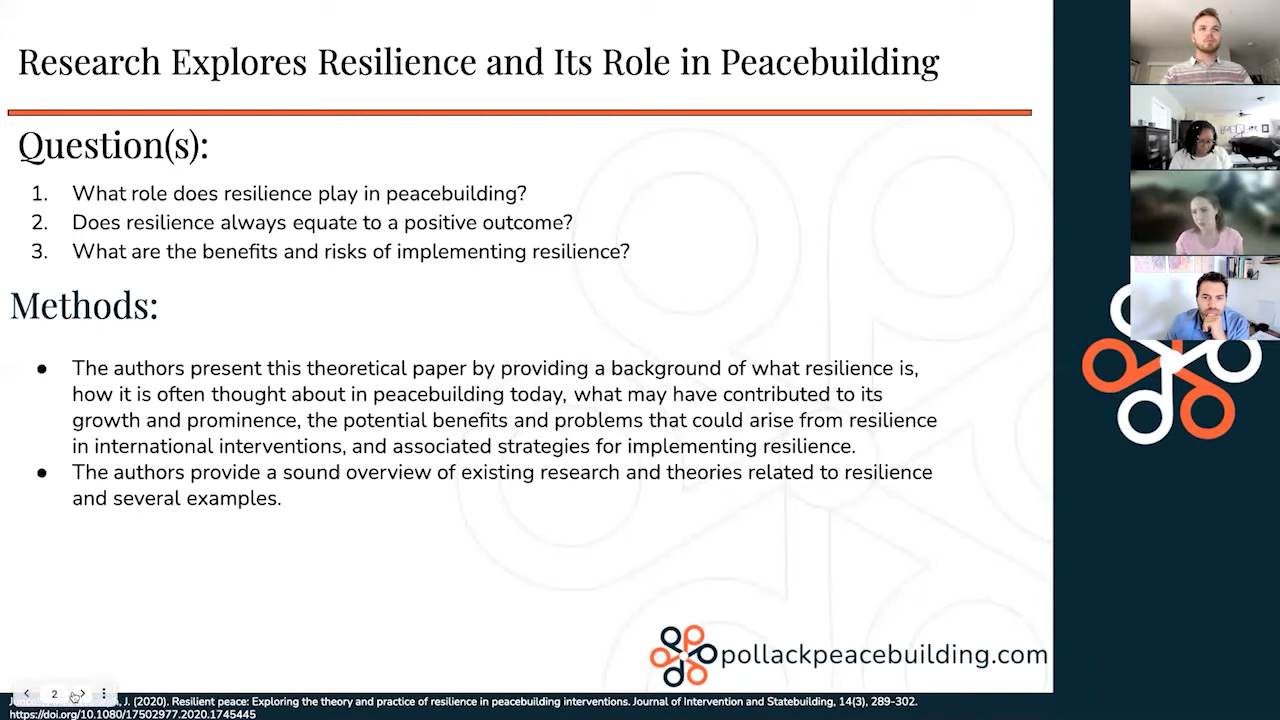 Research Explores Resilience and Its Role in Peacebuilding
Question(s):
1. What role does resilience play in peacebuilding?
2. Does resilience always equate to a positive outcome?
3. What are the benefits and risks of implementing resilience?
Methods:
● The authors present this theoretical paper by providing a background of what resilience is,
how it is often thought about in peacebuilding today, what may have contributed to its
growth and prominence, the potential benefits and problems that could arise from resilience
in international interventions, and associated strategies for implementing resilience.
● The authors provide a sound overview of existing research and theories related to resilience
and several examples.
pollackpeacebuilding.com
2
J. (2020). Resilient peace: Exploring the theory and practice of resilience in peacebuilding interventions. Journal of Intervention and Statebuilding, 14(3), 289-302.
https://doi.org/10.1080/17502977.2020.1745445